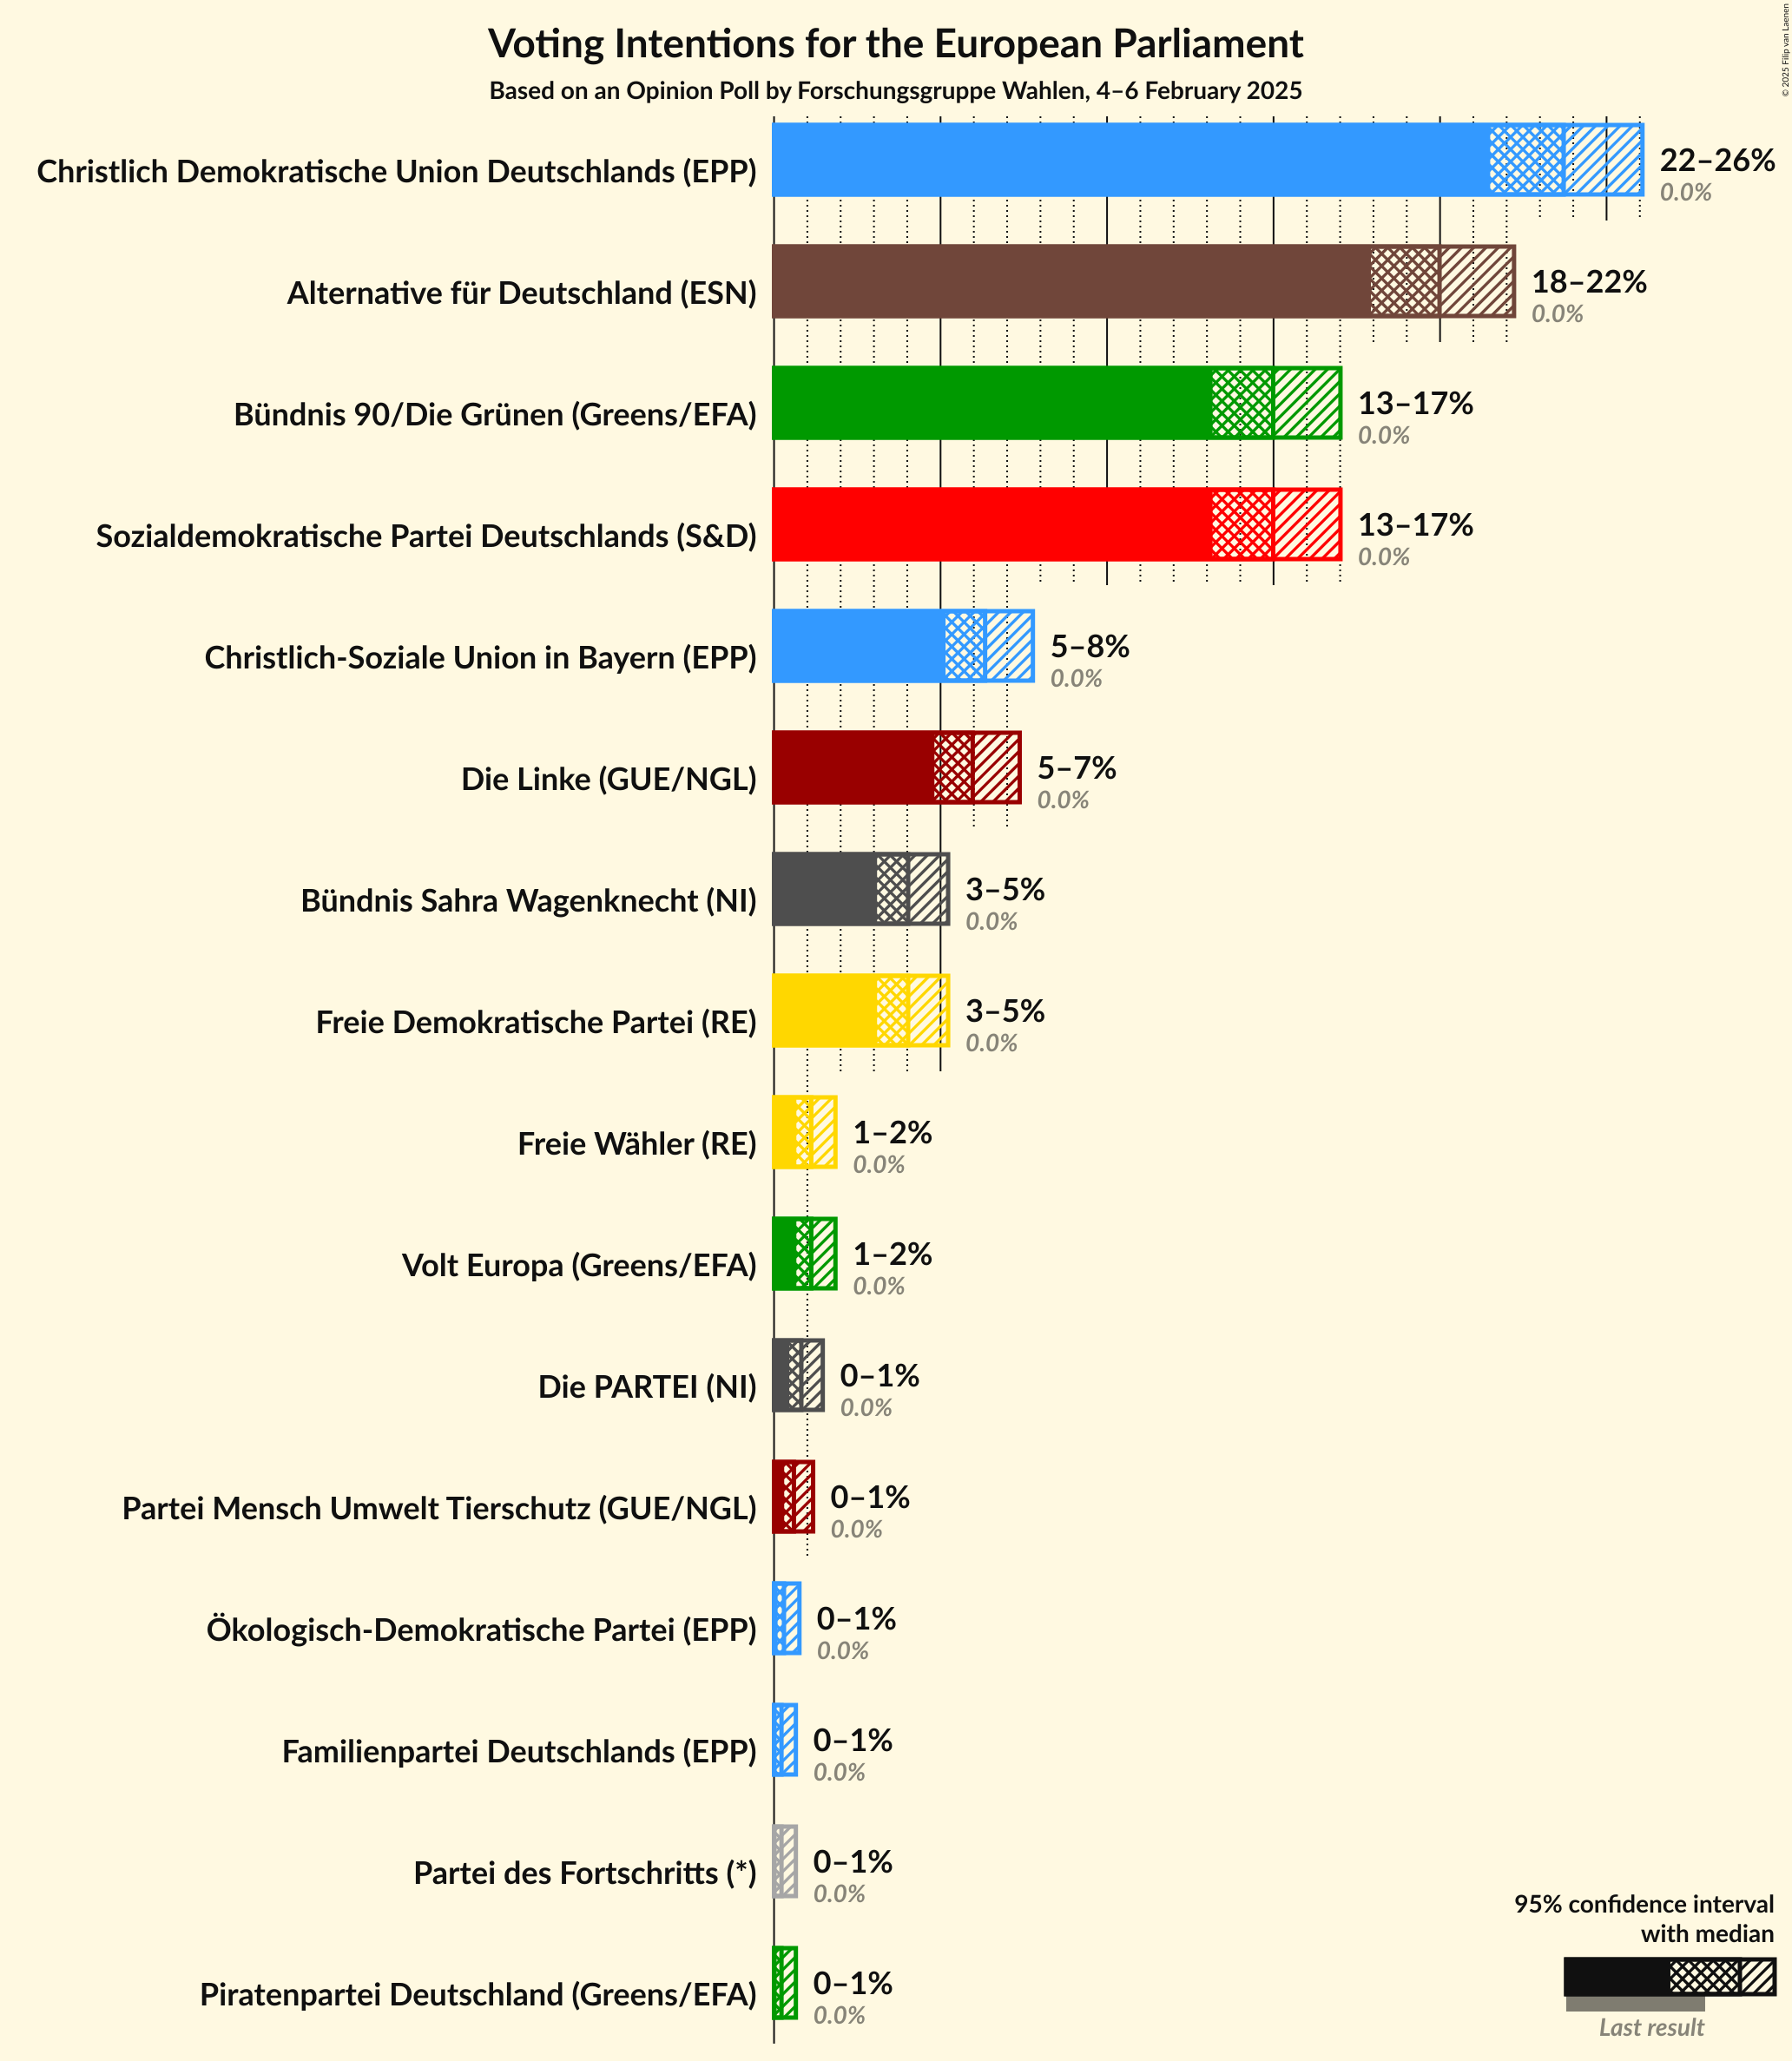 Voting Intentions for the European Parliament
Based on an Opinion Poll by Forschungsgruppe Wahlen, 4–6 February 2025
© 2025 Filip van Laenen
Christlich Demokratische Union Deutschlands (EPP)
22–26%
0.0%
Alternative für Deutschland (ESN)
18–22%
0.0%
Bündnis 90/Die Grünen (Greens/EFA)
13–17%
0.0%
Sozialdemokratische Partei Deutschlands (S&D)
13–17%
0.0%
Christlich-Soziale Union in Bayern (EPP)
5–8%
0.0%
Die Linke (GUE/NGL)
5–7%
0.0%
Bündnis Sahra Wagenknecht (NI)
3–5%
0.0%
Freie Demokratische Partei (RE)
3–5%
0.0%
Freie Wähler (RE)
1–2%
0.0%
Volt Europa (Greens/EFA)
1–2%
0.0%
Die PARTEI (NI)
0–1%
0.0%
Partei Mensch Umwelt Tierschutz (GUE/NGL)
0–1%
0.0%
Ökologisch-Demokratische Partei (EPP)
0–1%
0.0%
Familienpartei Deutschlands (EPP)
0–1%
0.0%
Partei des Fortschritts (*)
0–1%
0.0%
Piratenpartei Deutschland (Greens/EFA)
0–1%
0.0%
95% confidence interval
with median
Last result